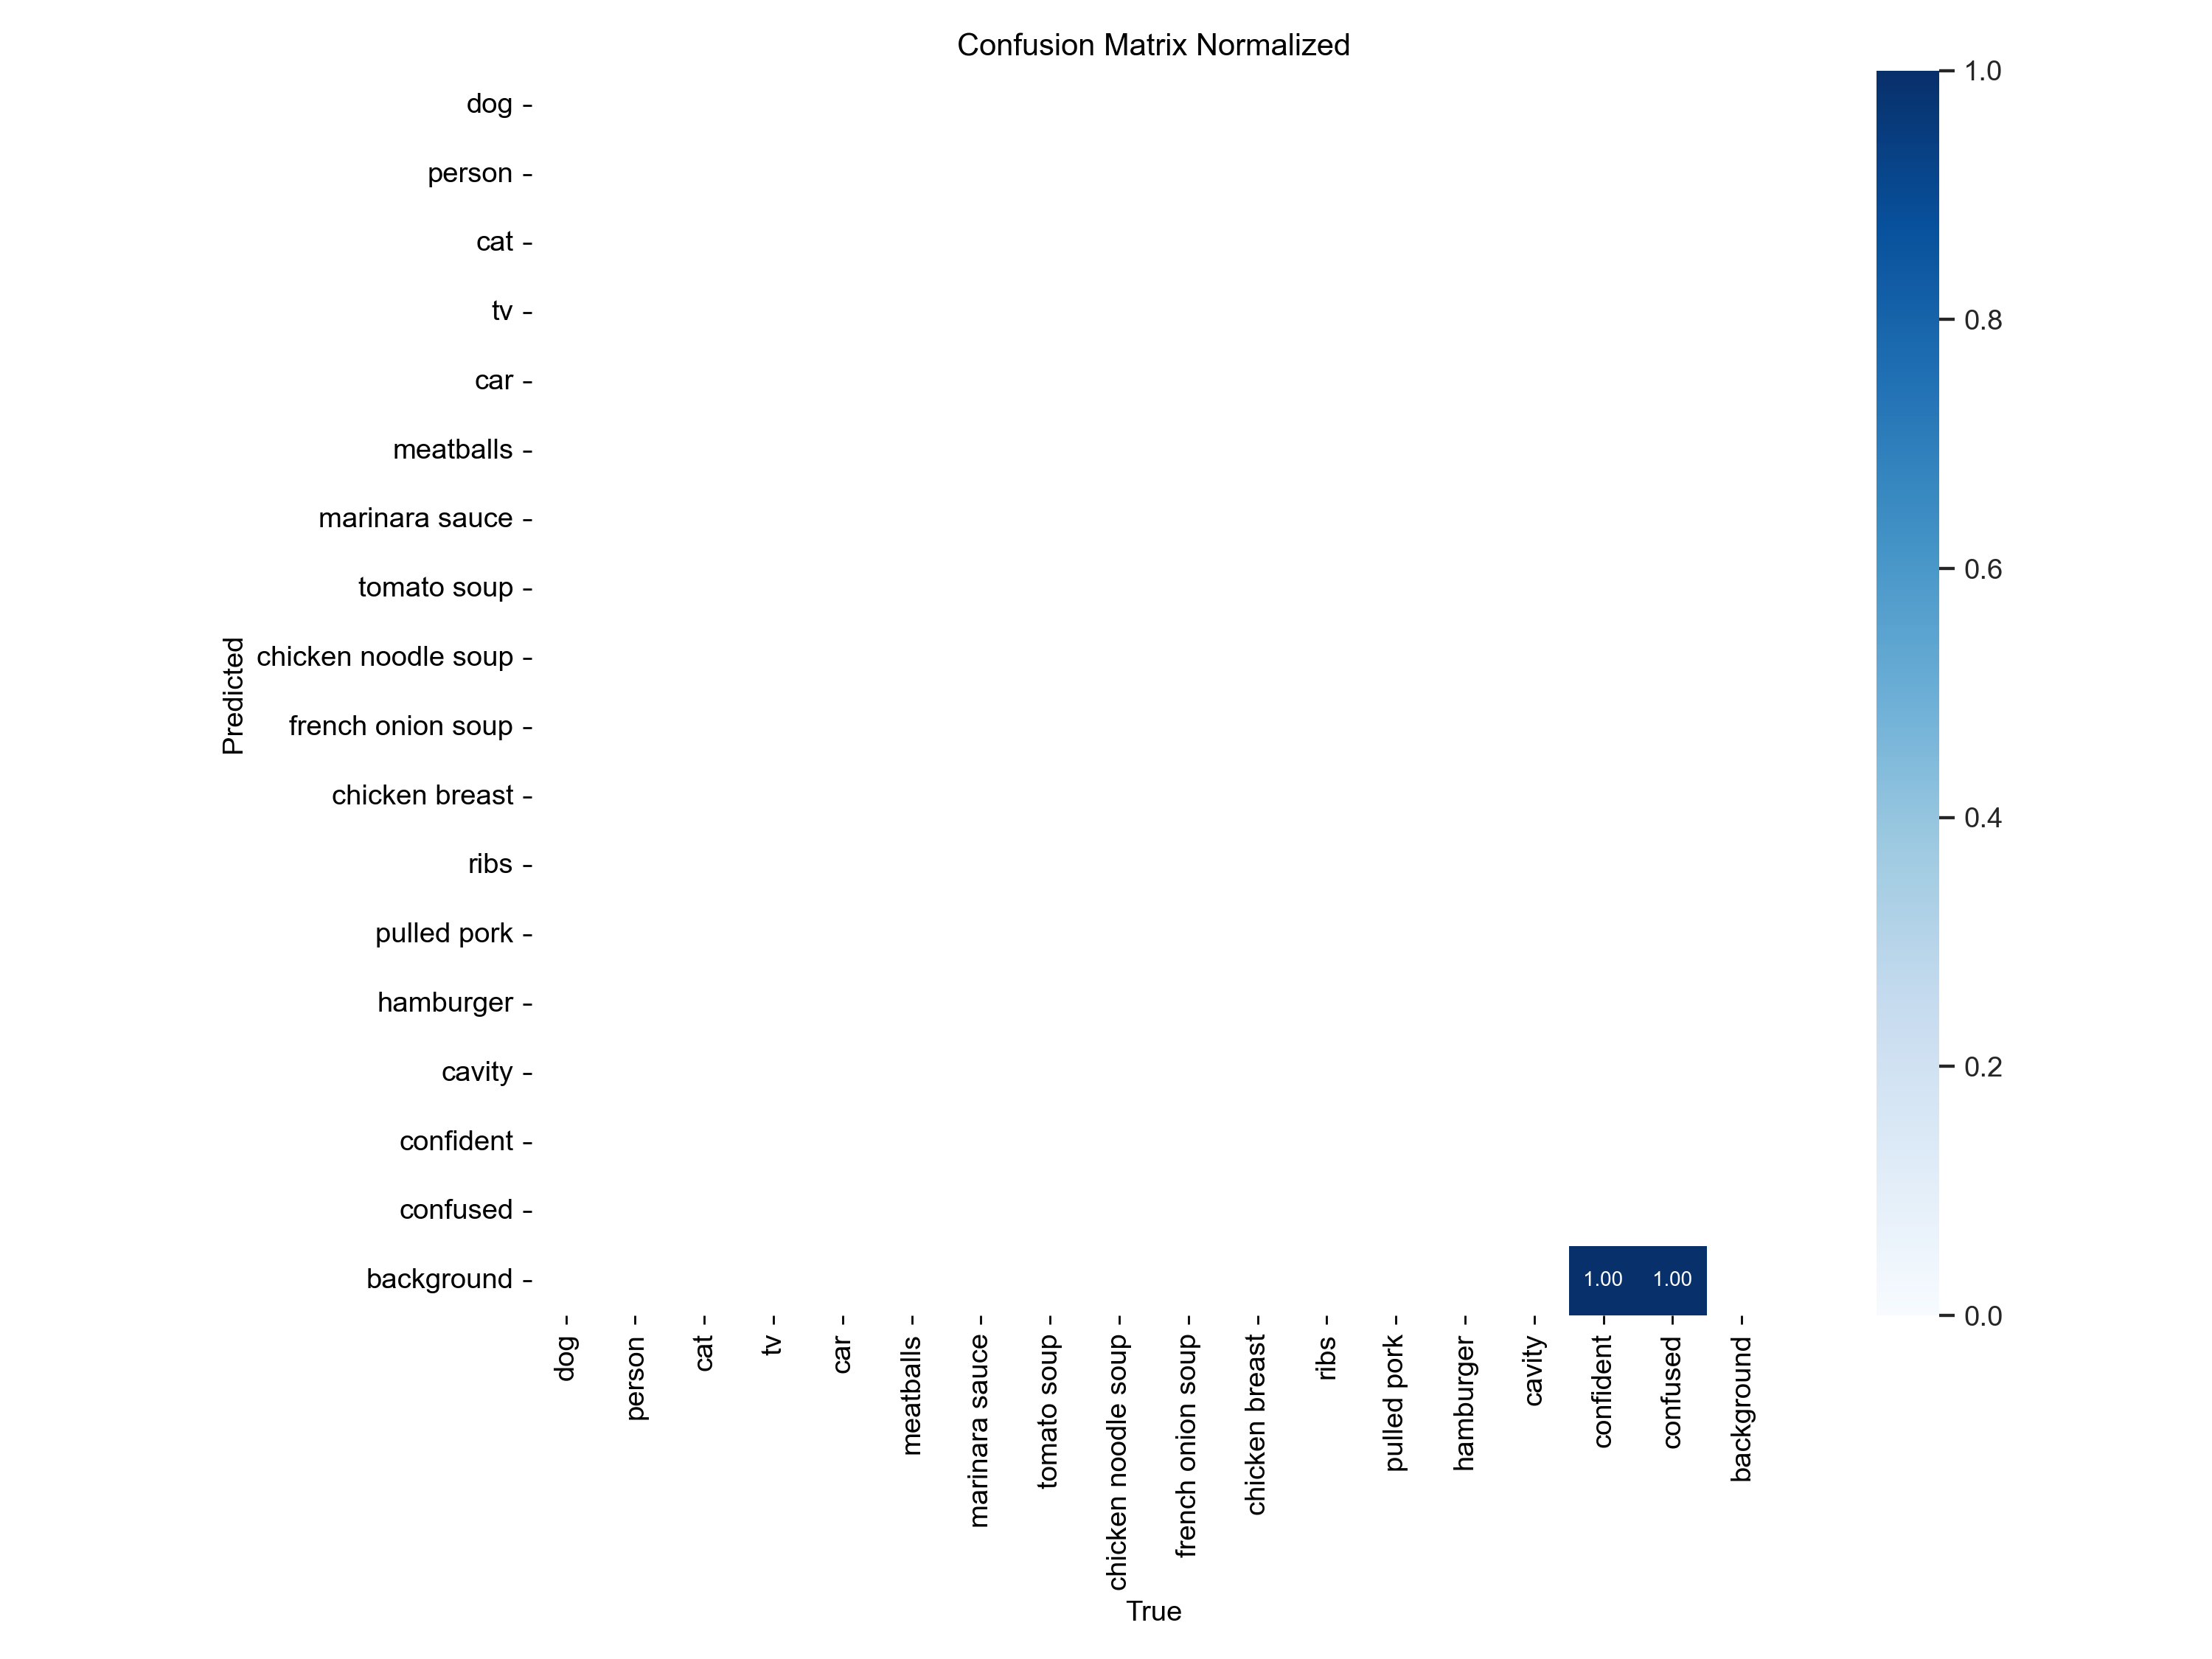 Confusion Matrix Normalized
Predicted
dog
person
cat
tv
car
meatballs
marinara sauce
tomato soup
chicken noodle soup
french onion soup
chicken breast
ribs
pulled pork
hamburger
cavity
confident
confused
background
1.00 1.00
dog
person
cat
tv
car
meatballs
marinara sauce
tomato soup
chicken noodle soup
french onion soup
chicken breast
ribs
pulled pork
hamburger
cavity
confident
confused
background
True
1.0
0.8
0.6
0.4
0.2
0.0